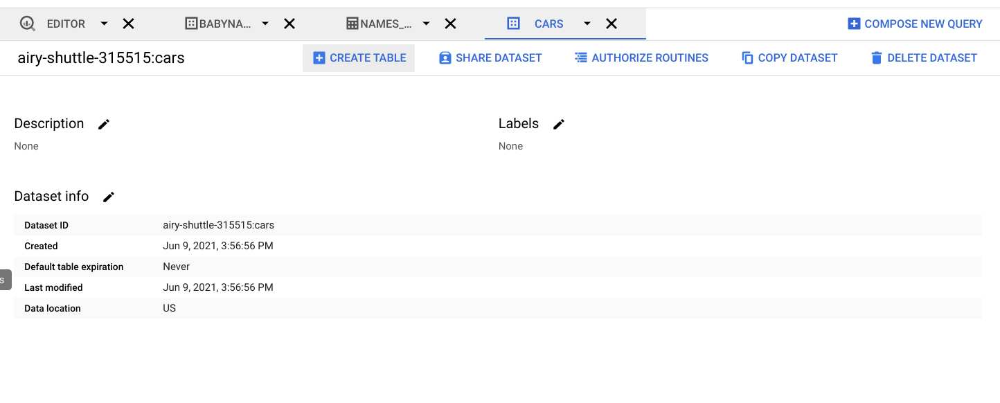 EDITOR BABYNA... NAMES_... CARS COMPOSE NEW QUERY
airy-shuttle-315515:cars CREATE TABLE SHARE DATASET AUTHORIZE ROUTINES COPY DATASET DELETE DATASET
Description Labels
None None
Dataset info
Dataset ID airy-shuttle-315515:cars
Created Jun 9, 2021, 3:56:56 PM
Default table expiration Never
s
Last modified Jun 9, 2021, 3:56:56 PM
Data location US